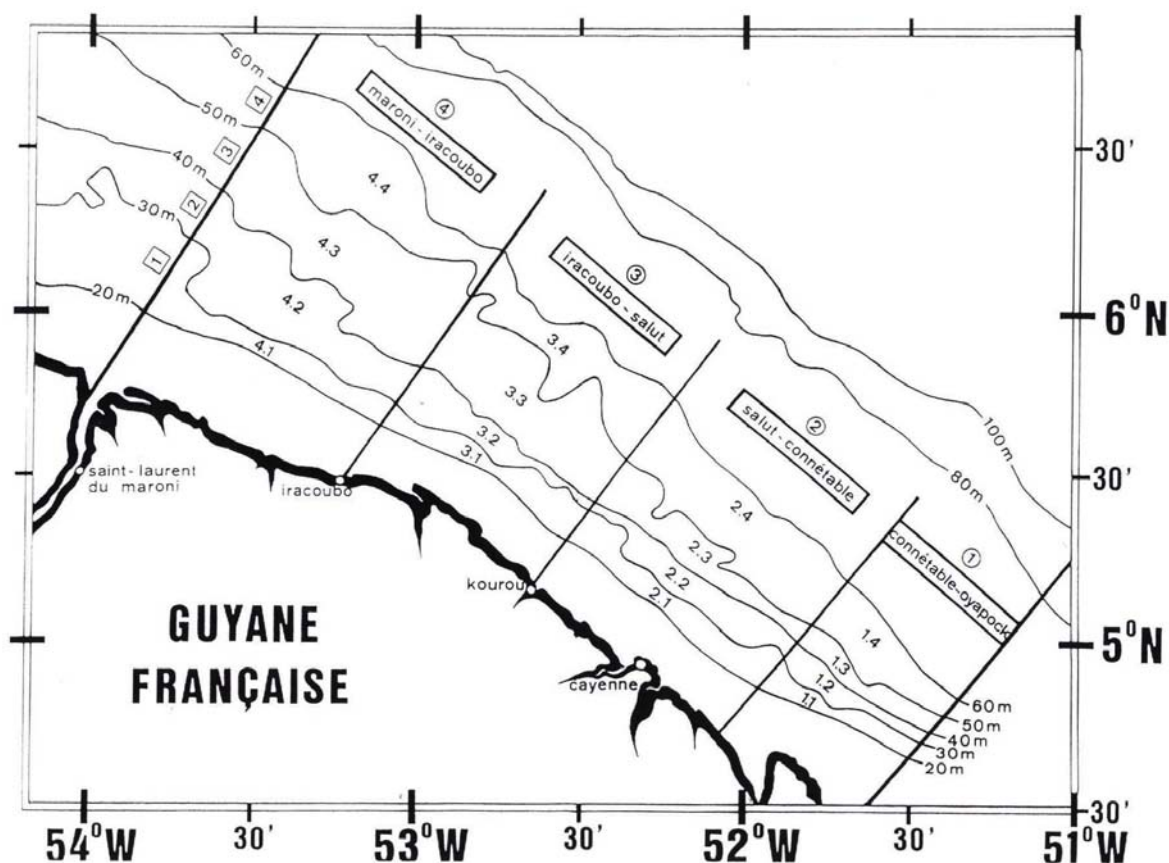 60m
50m
40m
30m
20m
4
3
2
1
④
maroni - iracoubo
4.4
4.3
4.2
4.1
③
iracoubo - salut
3.4
3.3
3.2
3.1
②
salut - connétable
2.4
2.3
2.2
2.1
①
connétable-oyapock
1.4
1.3
1.2
1.1
100m
80m
60m
50m
40m
30m
20m
saint-laurent
du maroni
iracoubo
kourou
cayenne
GUYANE
FRANÇAISE
30'
6°N
30'
5°N
30'
54°W
30'
53°W
30'
52°W
30'
51°W